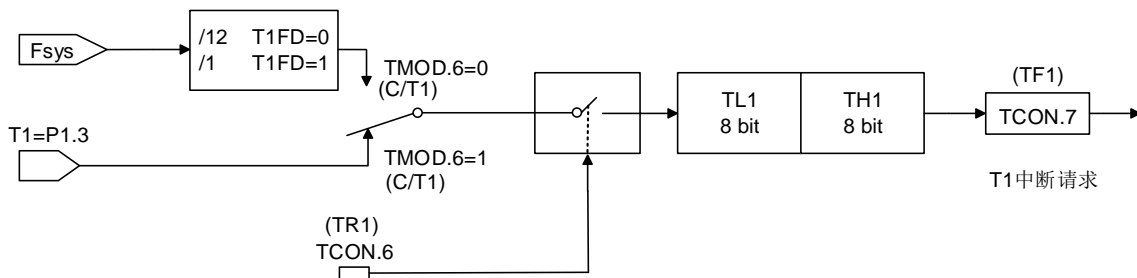 Fsys
/12 T1FD=0
/1 T1FD=1
TMOD.6=0
(C/T1)
T1=P1.3
TMOD.6=1
(C/T1)
(TR1)
TCON.6
TL1
8 bit
TH1
8 bit
(TF1)
TCON.7
T1中断请求